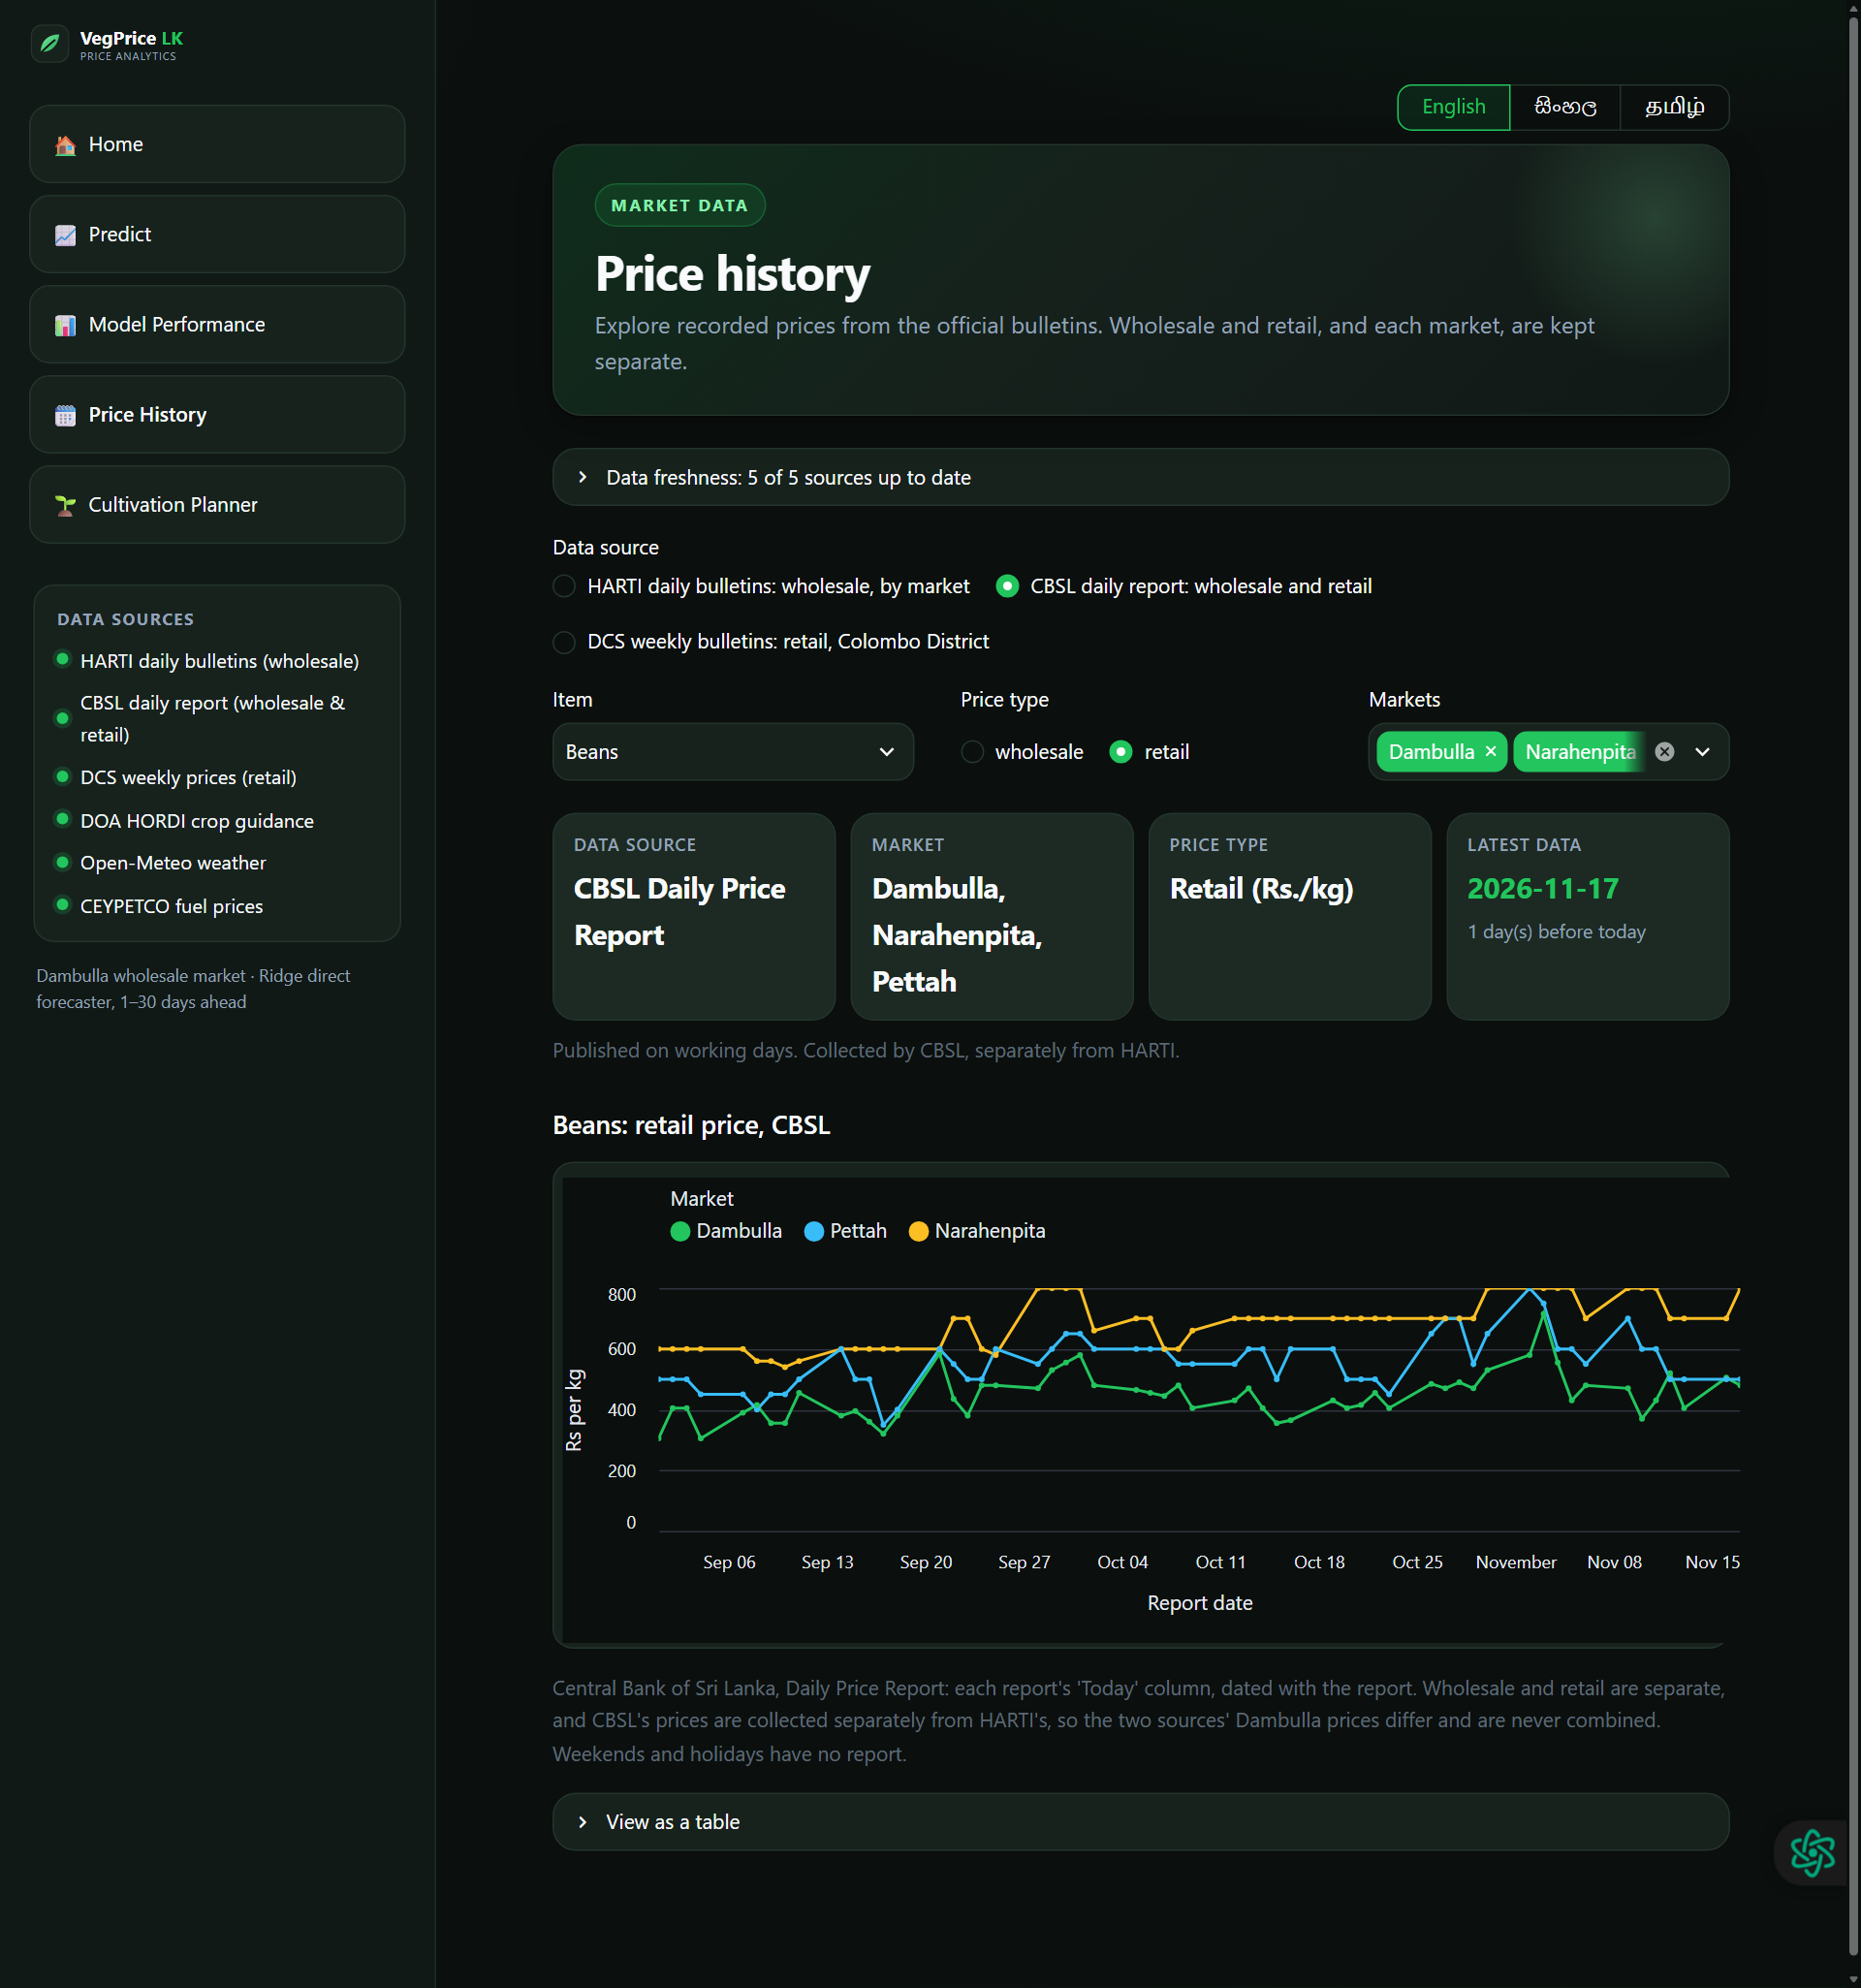 VegPrice LK
PRICE ANALYTICS
Home
Predict
Model Performance
Price History
Cultivation Planner
DATA SOURCES
HARTI daily bulletins (wholesale)
CBSL daily report (wholesale &
retail)
DCS weekly prices (retail)
DOA HORDI crop guidance
Open-Meteo weather
CEYPETCO fuel prices
Dambulla wholesale market · Ridge direct
forecaster, 1–30 days ahead
English සිංහල தமிழ்
MARKET DATA
Price history
Explore recorded prices from the official bulletins. Wholesale and retail, and each market, are kept
separate.
Data freshness: 5 of 5 sources up to date
Data source
HARTI daily bulletins: wholesale, by market CBSL daily report: wholesale and retail
DCS weekly bulletins: retail, Colombo District
Item Price type Markets
Beans wholesale retail Dambulla Narahenpita
DATA SOURCE
CBSL Daily Price
Report
MARKET
Dambulla,
Narahenpita,
Pettah
PRICE TYPE
Retail (Rs./kg)
LATEST DATA
2026-11-17
1 day(s) before today
Published on working days. Collected by CBSL, separately from HARTI.
Beans: retail price, CBSL
Market
Dambulla Pettah Narahenpita
800
600
400
200
0
Rs per kg
Sep 06 Sep 13 Sep 20 Sep 27 Oct 04 Oct 11 Oct 18 Oct 25 November Nov 08 Nov 15
Report date
Central Bank of Sri Lanka, Daily Price Report: each report's 'Today' column, dated with the report. Wholesale and retail are separate,
and CBSL's prices are collected separately from HARTI's, so the two sources' Dambulla prices differ and are never combined.
Weekends and holidays have no report.
View as a table